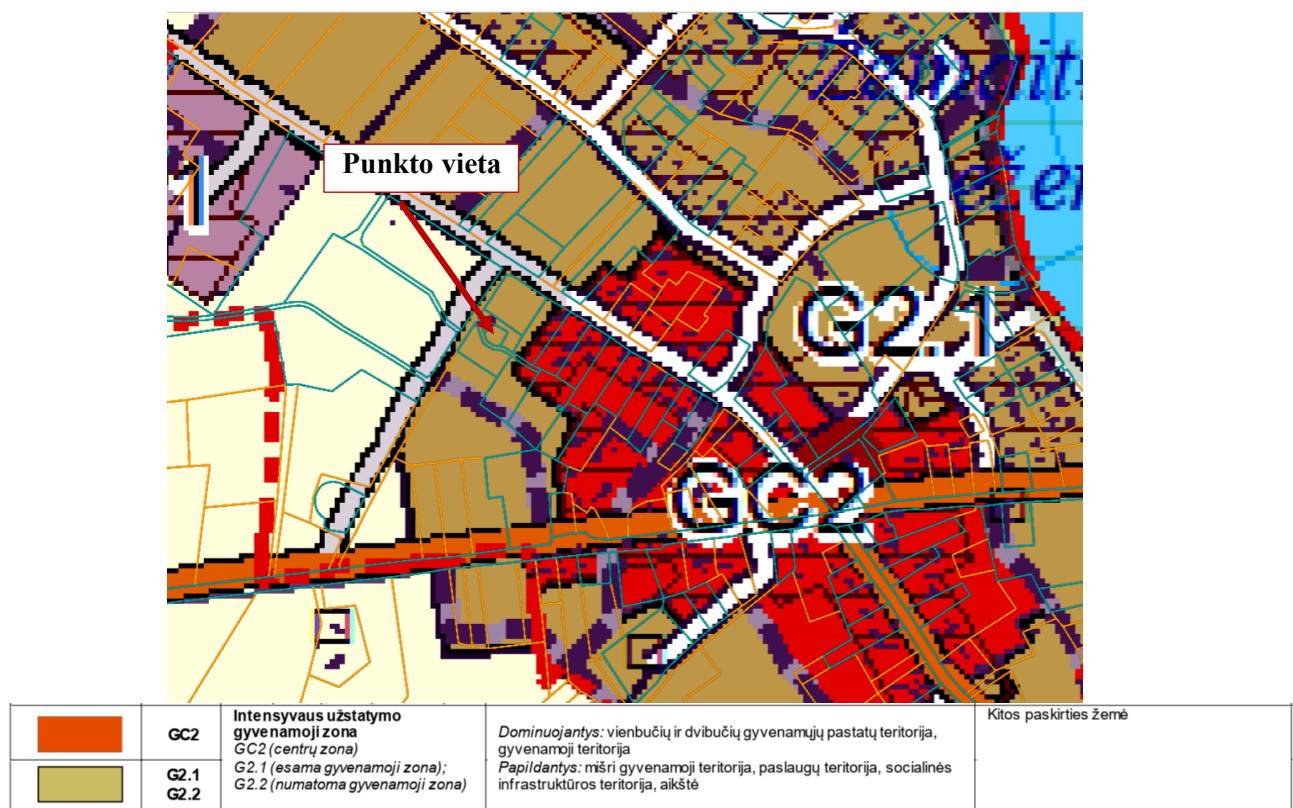 Punkto vieta
G2.1
GC2
GC2
Intensyvaus užstatymo
gyvenamoji zona
GC2 (centrų zona)
G2.1 (esama gyvenamoji zona);
G2.2 (numatoma gyvenamoji zona)
Dominuojantys: vienbučių ir dvibučių gyvenamųjų pastatų teritorija,
gyvenamoji teritorija
Papildantys: mišri gyvenamoji teritorija, paslaugų teritorija, socialinės
infrastruktūros teritorija, aikštė
Kitos paskirties žemė
G2.1
G2.2